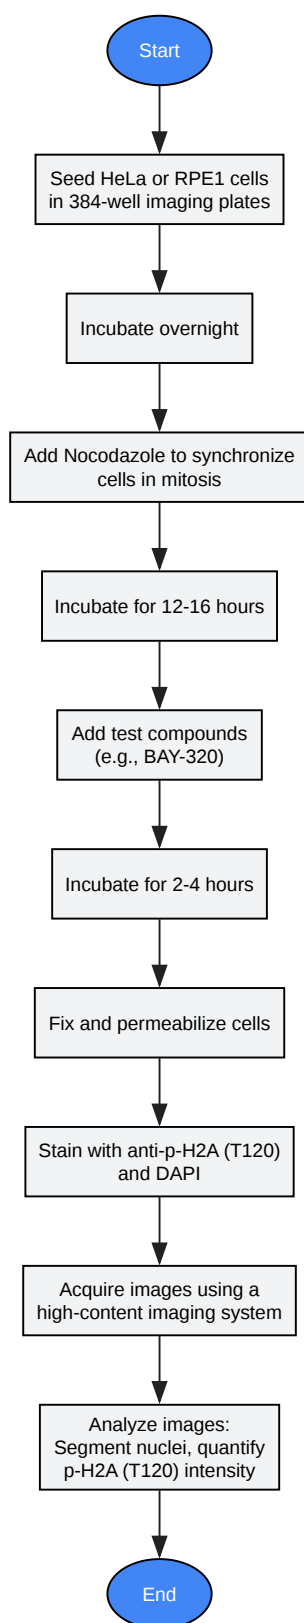 Start
Seed HeLa or RPE1 cells
in 384-well imaging plates
Incubate overnight
Add Nocodazole to synchronize
cells in mitosis
Incubate for 12-16 hours
Add test compounds
(e.g., BAY-320)
Incubate for 2-4 hours
Fix and permeabilize cells
Stain with anti-p-H2A (T120)
and DAPI
Acquire images using a
high-content imaging system
Analyze images:
Segment nuclei, quantify
p-H2A (T120) intensity
End